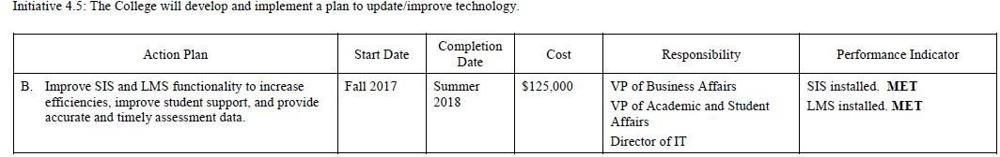 Initiative 4.5: The College will develop and implement a plan to update/improve technology.
Action Plan
Start Date
Completion
Date
Cost
Responsibility
Performance Indicator
B. Improve SIS and LMS functionality to increase
efficiencies, improve student support, and provide
accurate and timely assessment data.
Fall 2017
Summer
2018
$125,000
VP of Business Affairs
VP of Academic and Student
Affairs
Director of IT
SIS installed. MET
LMS installed. MET